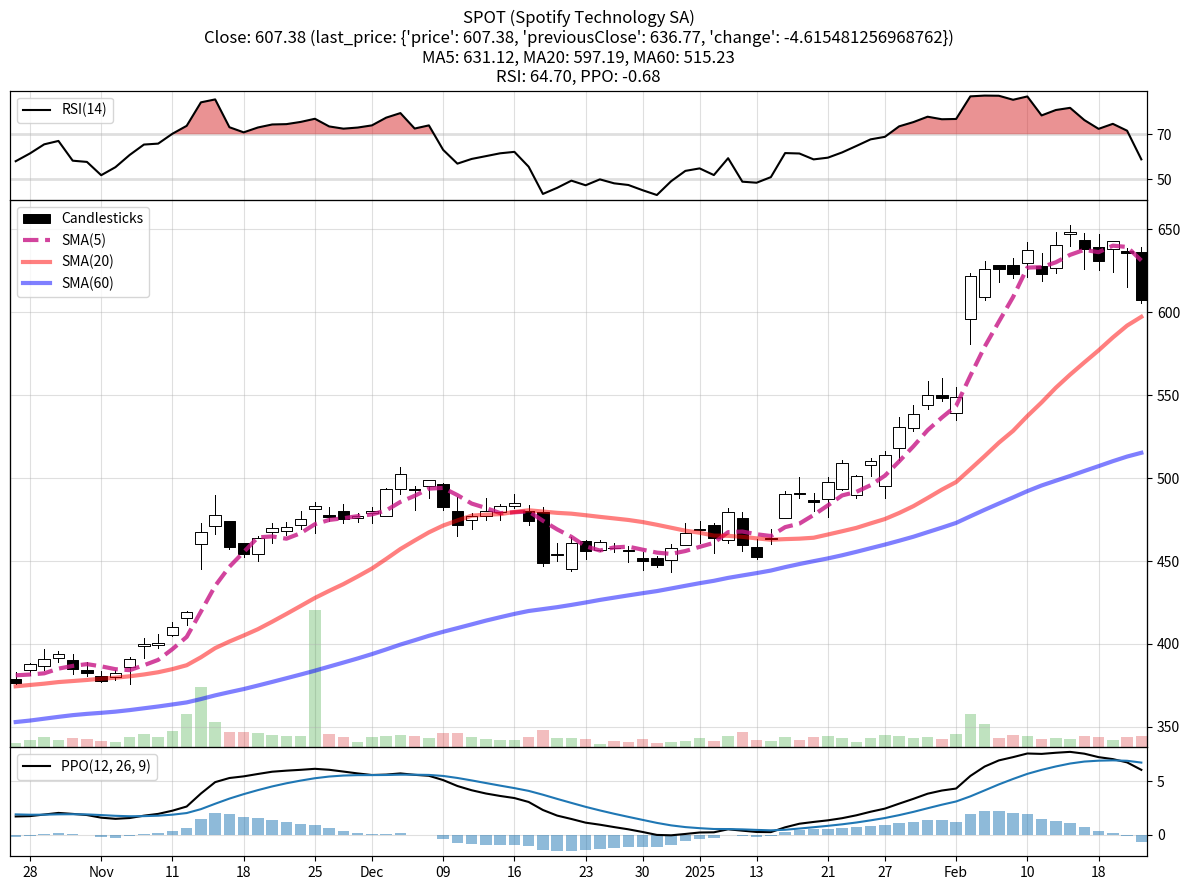 SPOT (Spotify Technology SA)
Close: 607.38 (last_price: {'price': 607.38, 'previousClose': 636.77, 'change': -4.615481256968762})
MA5: 631.12, MA20: 597.19, MA60: 515.23
RSI: 64.70, PPO: -0.68
RSI(14)
70
50
Candlesticks
SMA(5)
SMA(20)
SMA(60)
650
600
550
500
450
400
350
PPO(12, 26, 9)
5
0
28 Nov 11 18 25 Dec 09 16 23 30 2025 13 21 27 Feb 10 18